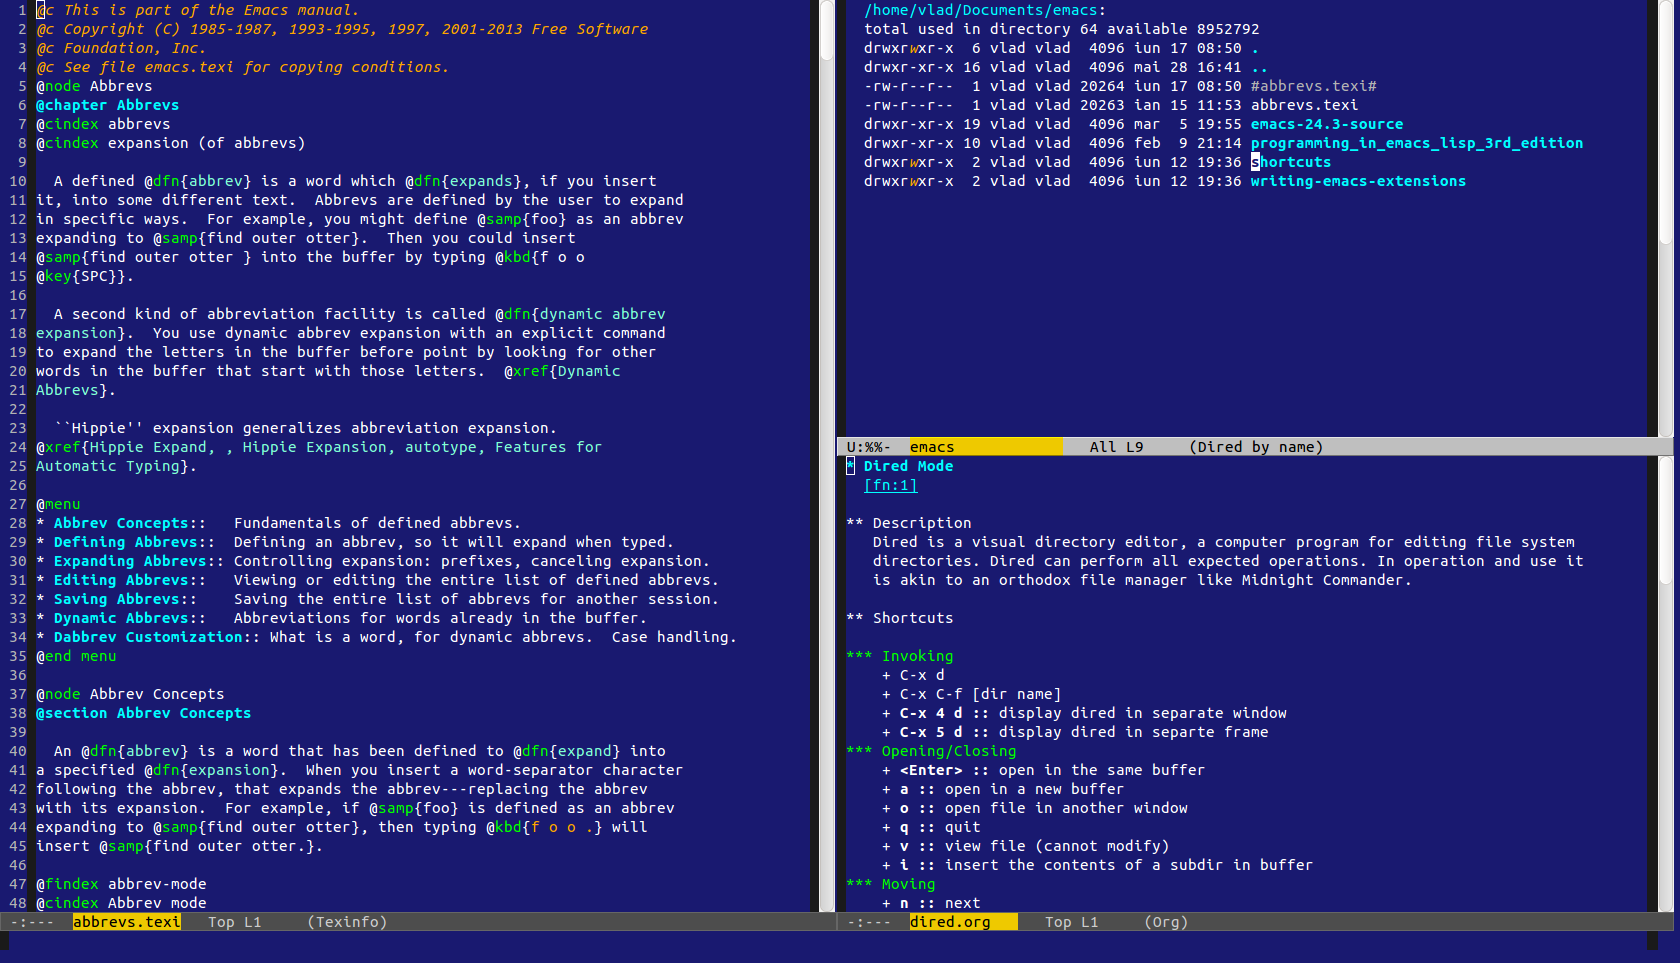 1 @c This is part of the Emacs manual.
2 @c Copyright (C) 1985-1987, 1993-1995, 1997, 2001-2013 Free Software
3 @c Foundation, Inc.
4 @c See file emacs.texi for copying conditions.
5 @node Abbrevs
6 @chapter Abbrevs
7 @cindex abbrevs
8 @cindex expansion (of abbrevs)
9
10   A defined @dfn{abbrev} is a word which @dfn{expands}, if you insert
11 it, into some different text.  Abbrevs are defined by the user to expand
12 in specific ways.  For example, you might define @samp{foo} as an abbrev
13 expanding to @samp{find outer otter}.  Then you could insert
14 @samp{find outer otter } into the buffer by typing @kbd{f o o
15 @key{SPC}}.
16
17   A second kind of abbreviation facility is called @dfn{dynamic abbrev
18 expansion}.  You use dynamic abbrev expansion with an explicit command
19 to expand the letters in the buffer before point by looking for other
20 words in the buffer that start with those letters.  @xref{Dynamic
21 Abbrevs}.
22
23   ``Hippie'' expansion generalizes abbreviation expansion.
24 @xref{Hippie Expand, , Hippie Expansion, autotype, Features for
25 Automatic Typing}.
26
27 @menu
28 * Abbrev Concepts::   Fundamentals of defined abbrevs.
29 * Defining Abbrevs::  Defining an abbrev, so it will expand when typed.
30 * Expanding Abbrevs:: Controlling expansion: prefixes, canceling expansion.
31 * Editing Abbrevs::   Viewing or editing the entire list of defined abbrevs.
32 * Saving Abbrevs::    Saving the entire list of abbrevs for another session.
33 * Dynamic Abbrevs::   Abbreviations for words already in the buffer.
34 * Dabbrev Customization:: What is a word, for dynamic abbrevs.  Case handling.
35 @end menu
36
37 @node Abbrev Concepts
38 @section Abbrev Concepts
39
40   An @dfn{abbrev} is a word that has been defined to @dfn{expand} into
41 a specified @dfn{expansion}.  When you insert a word-separator character
42 following the abbrev, that expands the abbrev---replacing the abbrev
43 with its expansion.  For example, if @samp{foo} is defined as an abbrev
44 expanding to @samp{find outer otter}, then typing @kbd{f o o .} will
45 insert @samp{find outer otter.}.
46
47 @findex abbrev-mode
48 @cindex Abbrev mode
-:---  abbrevs.texi   Top L1     (Texinfo)
/home/vlad/Documents/emacs:
total used in directory 64 available 8952792
drwxrwxr-x  6 vlad vlad  4096 iun 17 08:50 .
drwxr-xr-x 16 vlad vlad  4096 mai 28 16:41 ..
-rw-r--r--  1 vlad vlad 20264 iun 17 08:50 #abbrevs.texi#
-rw-r--r--  1 vlad vlad 20263 ian 15 11:53 abbrevs.texi
drwxr-xr-x 19 vlad vlad  4096 mar  5 19:55 emacs-24.3-source
drwxr-xr-x 10 vlad vlad  4096 feb  9 21:14 programming_in_emacs_lisp_3rd_edition
drwxrwxr-x  2 vlad vlad  4096 iun 12 19:36 shortcuts
drwxrwxr-x  2 vlad vlad  4096 iun 12 19:36 writing-emacs-extensions
U:%%-  emacs   All L9     (Dired by name)
* Dired Mode
[fn:1]
** Description
Dired is a visual directory editor, a computer program for editing file system
directories. Dired can perform all expected operations. In operation and use it
is akin to an orthodox file manager like Midnight Commander.
** Shortcuts
*** Invoking
+ C-x d
+ C-x C-f [dir name]
+ C-x 4 d :: display dired in separate window
+ C-x 5 d :: display dired in separte frame
*** Opening/Closing
+ <Enter> :: open in the same buffer
+ a :: open in a new buffer
+ o :: open file in another window
+ q :: quit
+ v :: view file (cannot modify)
+ i :: insert the contents of a subdir in buffer
*** Moving
+ n :: next
-:---  dired.org   Top L1     (Org)